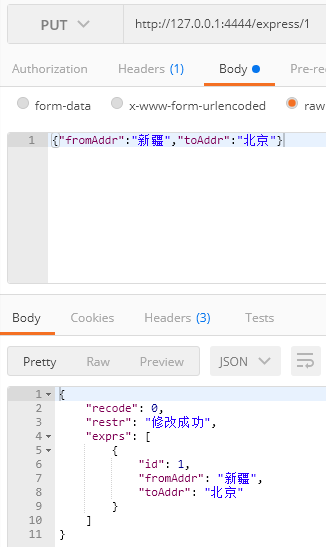 PUT http://127.0.0.1:4444/express/1
Authorization Headers (1) Body Pre-re
form-data x-www-form-urlencoded raw
1 {"fromAddr":"新疆","toAddr":"北京"}
Body Cookies Headers (3) Tests
Pretty Raw Preview JSON
1 {
2 "recode": 0,
3 "restr": "修改成功",
4 "exprs": [
5 {
6 "id": 1,
7 "fromAddr": "新疆",
8 "toAddr": "北京"
9 }
10 ]
11 }